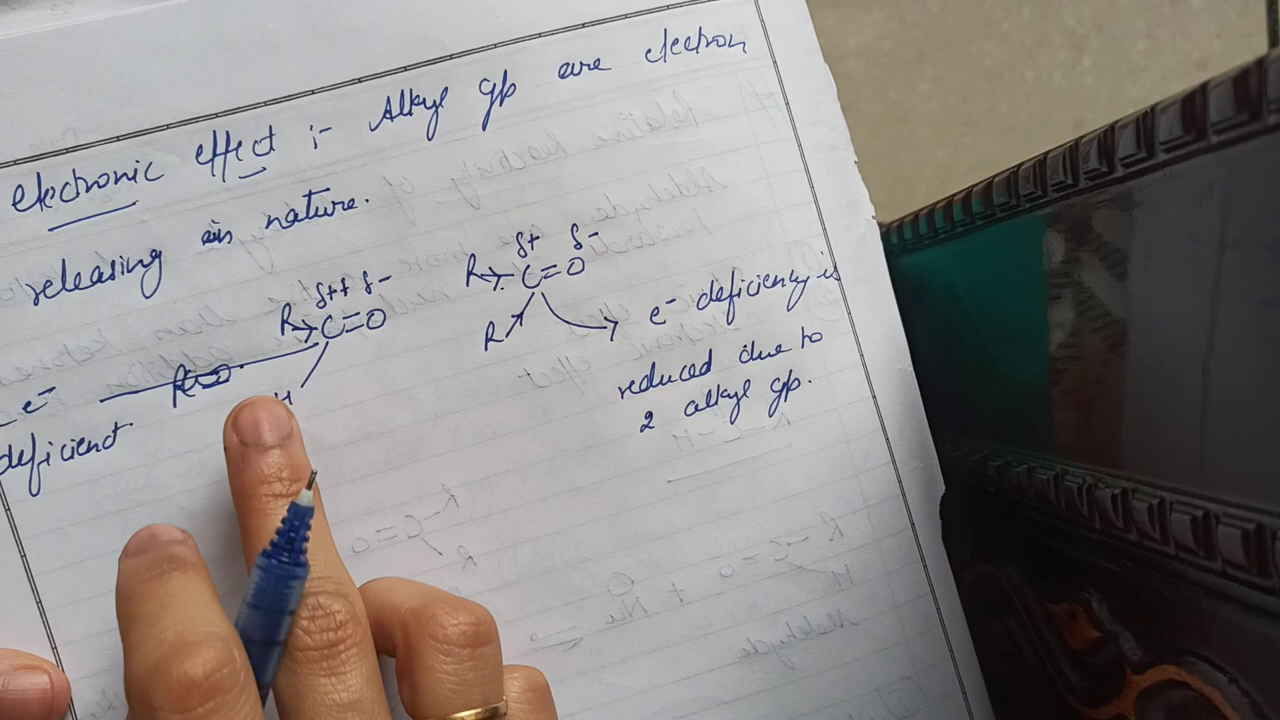 Electronic effect :- Alkyl gp are electron
releasing in nature.
δ++ δ-
R→C=O
H
e⁻
deficient
δ+ δ-
R→C=O
R
e⁻ deficiency is
reduced due to
2 alkyl gp.